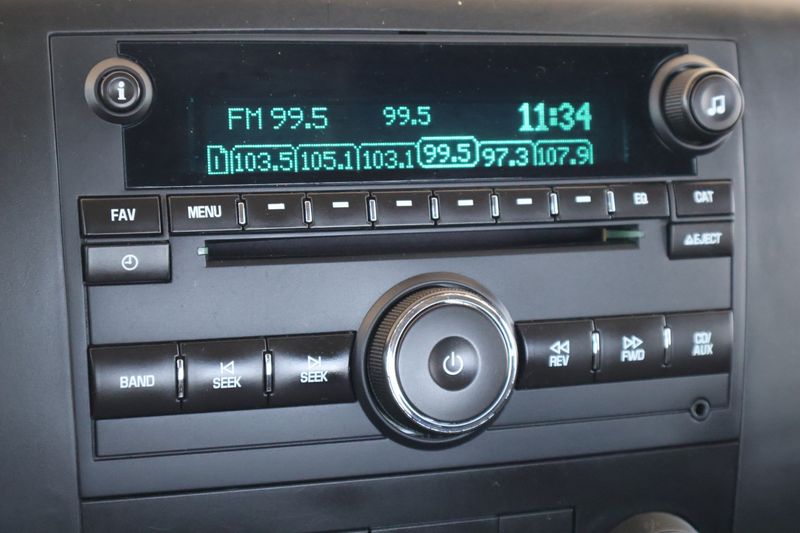 i
FM 99.5 99.5 11:34
1 103.5 105.1 103.1 99.5 97.3 107.9
FAV MENU EQ CAT
EJECT
BAND SEEK SEEK REV FWD CD/
AUX